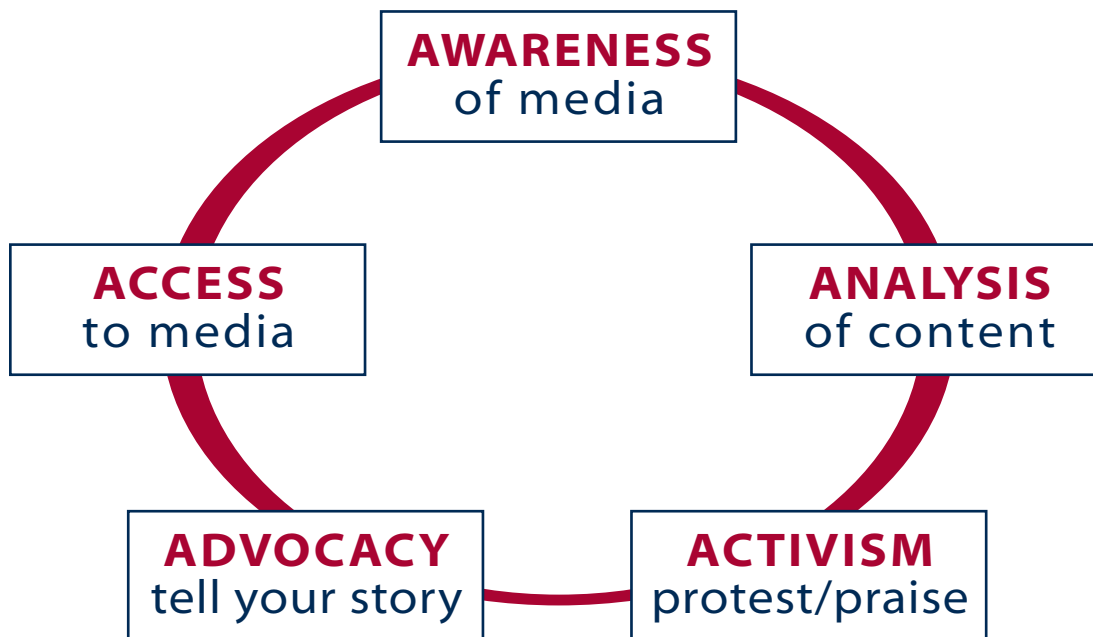 AWARENESS
of media
ACCESS
to media
ANALYSIS
of content
ADVOCACY
tell your story
ACTIVISM
protest/praise